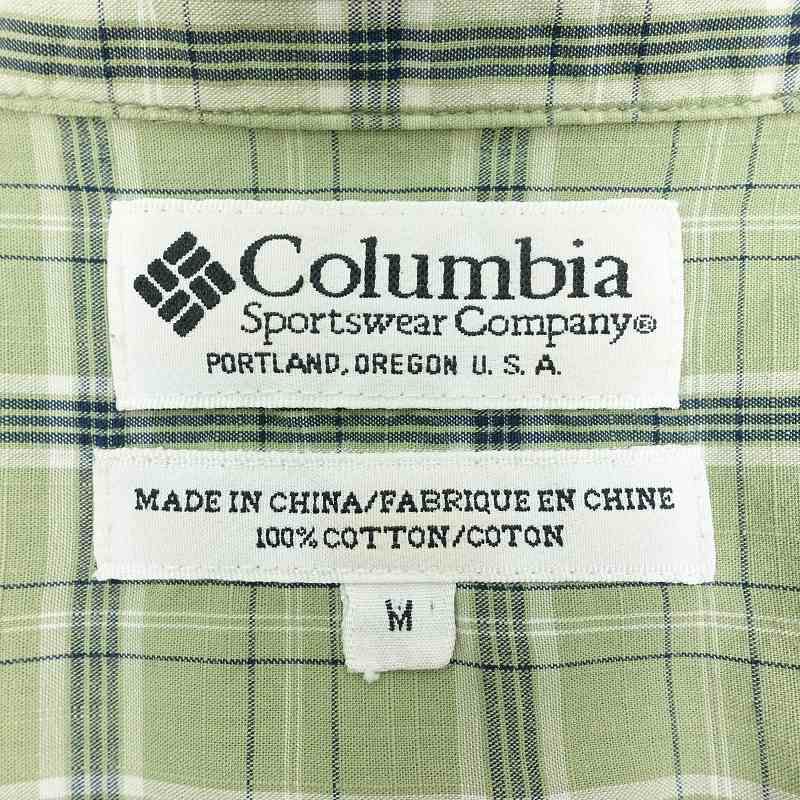 Columbia
Sportswear Company®
PORTLAND, OREGON U. S. A.
MADE IN CHINA/FABRIQUE EN CHINE
100% COTTON/COTON
M